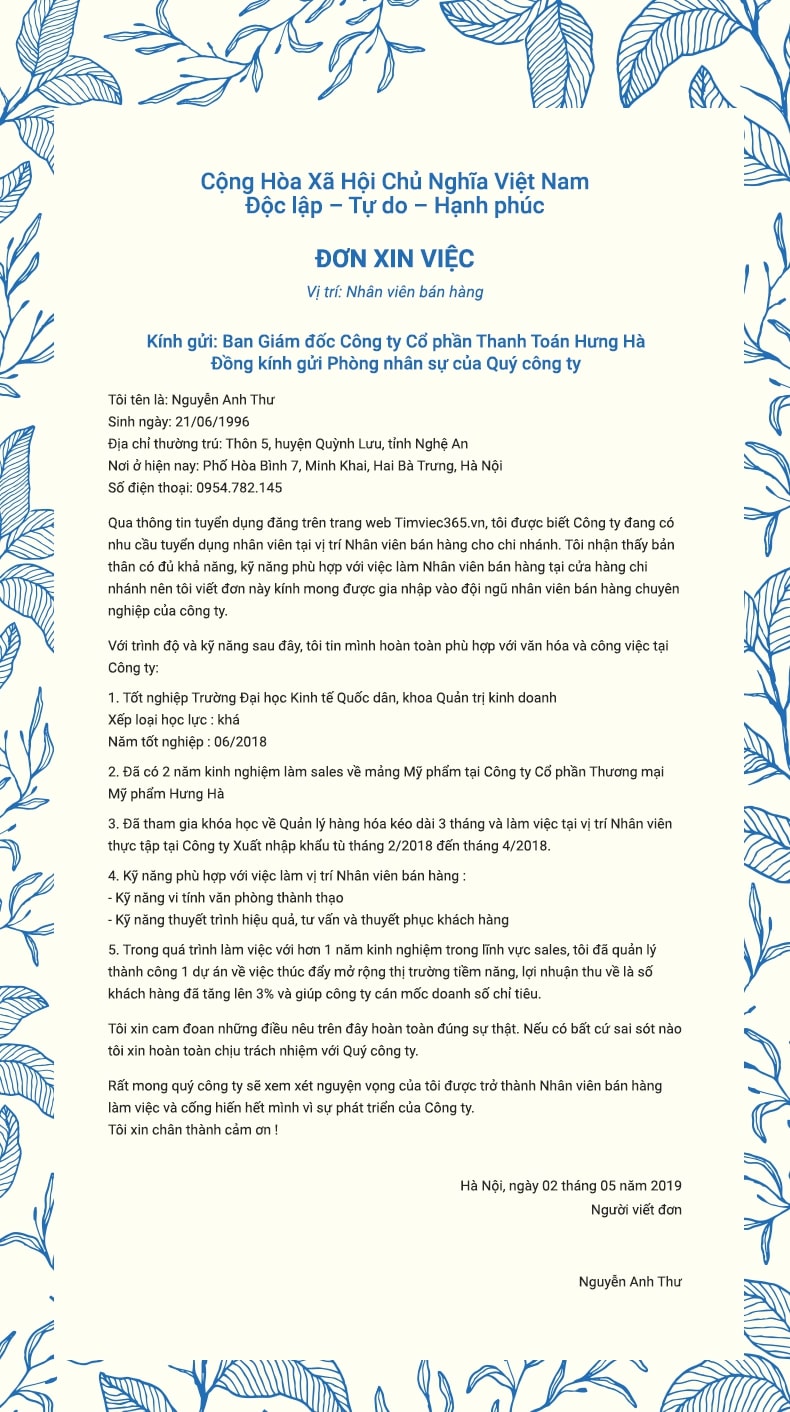 Cộng Hòa Xã Hội Chủ Nghĩa Việt Nam
Độc lập – Tự do – Hạnh phúc
ĐƠN XIN VIỆC
Vị trí: Nhân viên bán hàng
Kính gửi: Ban Giám đốc Công ty Cổ phần Thanh Toán Hưng Hà
Đồng kính gửi Phòng nhân sự của Quý công ty
Tôi tên là: Nguyễn Anh Thư
Sinh ngày: 21/06/1996
Địa chỉ thường trú: Thôn 5, huyện Quỳnh Lưu, tỉnh Nghệ An
Nơi ở hiện nay: Phố Hòa Bình 7, Minh Khai, Hai Bà Trưng, Hà Nội
Số điện thoại: 0954.782.145
Qua thông tin tuyển dụng đăng trên trang web Timviec365.vn, tôi được biết Công ty đang có
nhu cầu tuyển dụng nhân viên tại vị trí Nhân viên bán hàng cho chi nhánh. Tôi nhận thấy bản
thân có đủ khả năng, kỹ năng phù hợp với việc làm Nhân viên bán hàng tại cửa hàng chi
nhánh nên tôi viết đơn này kính mong được gia nhập vào đội ngũ nhân viên bán hàng chuyên
nghiệp của công ty.
Với trình độ và kỹ năng sau đây, tôi tin mình hoàn toàn phù hợp với văn hóa và công việc tại
Công ty:
1. Tốt nghiệp Trường Đại học Kinh tế Quốc dân, khoa Quản trị kinh doanh
Xếp loại học lực : khá
Năm tốt nghiệp : 06/2018
2. Đã có 2 năm kinh nghiệm làm sales về mảng Mỹ phẩm tại Công ty Cổ phần Thương mại
Mỹ phẩm Hưng Hà
3. Đã tham gia khóa học về Quản lý hàng hóa kéo dài 3 tháng và làm việc tại vị trí Nhân viên
thực tập tại Công ty Xuất nhập khẩu tù tháng 2/2018 đến tháng 4/2018.
4. Kỹ năng phù hợp với việc làm vị trí Nhân viên bán hàng :
- Kỹ năng vi tính văn phòng thành thạo
- Kỹ năng thuyết trình hiệu quả, tư vấn và thuyết phục khách hàng
5. Trong quá trình làm việc với hơn 1 năm kinh nghiệm trong lĩnh vực sales, tôi đã quản lý
thành công 1 dự án về việc thúc đẩy mở rộng thị trường tiềm năng, lợi nhuận thu về là số
khách hàng đã tăng lên 3% và giúp công ty cán mốc doanh số chỉ tiêu.
Tôi xin cam đoan những điều nêu trên đây hoàn toàn đúng sự thật. Nếu có bất cứ sai sót nào
tôi xin hoàn toàn chịu trách nhiệm với Quý công ty.
Rất mong quý công ty sẽ xem xét nguyện vọng của tôi được trở thành Nhân viên bán hàng
làm việc và cống hiến hết mình vì sự phát triển của Công ty.
Tôi xin chân thành cảm ơn !
Hà Nội, ngày 02 tháng 05 năm 2019
Người viết đơn
Nguyễn Anh Thư